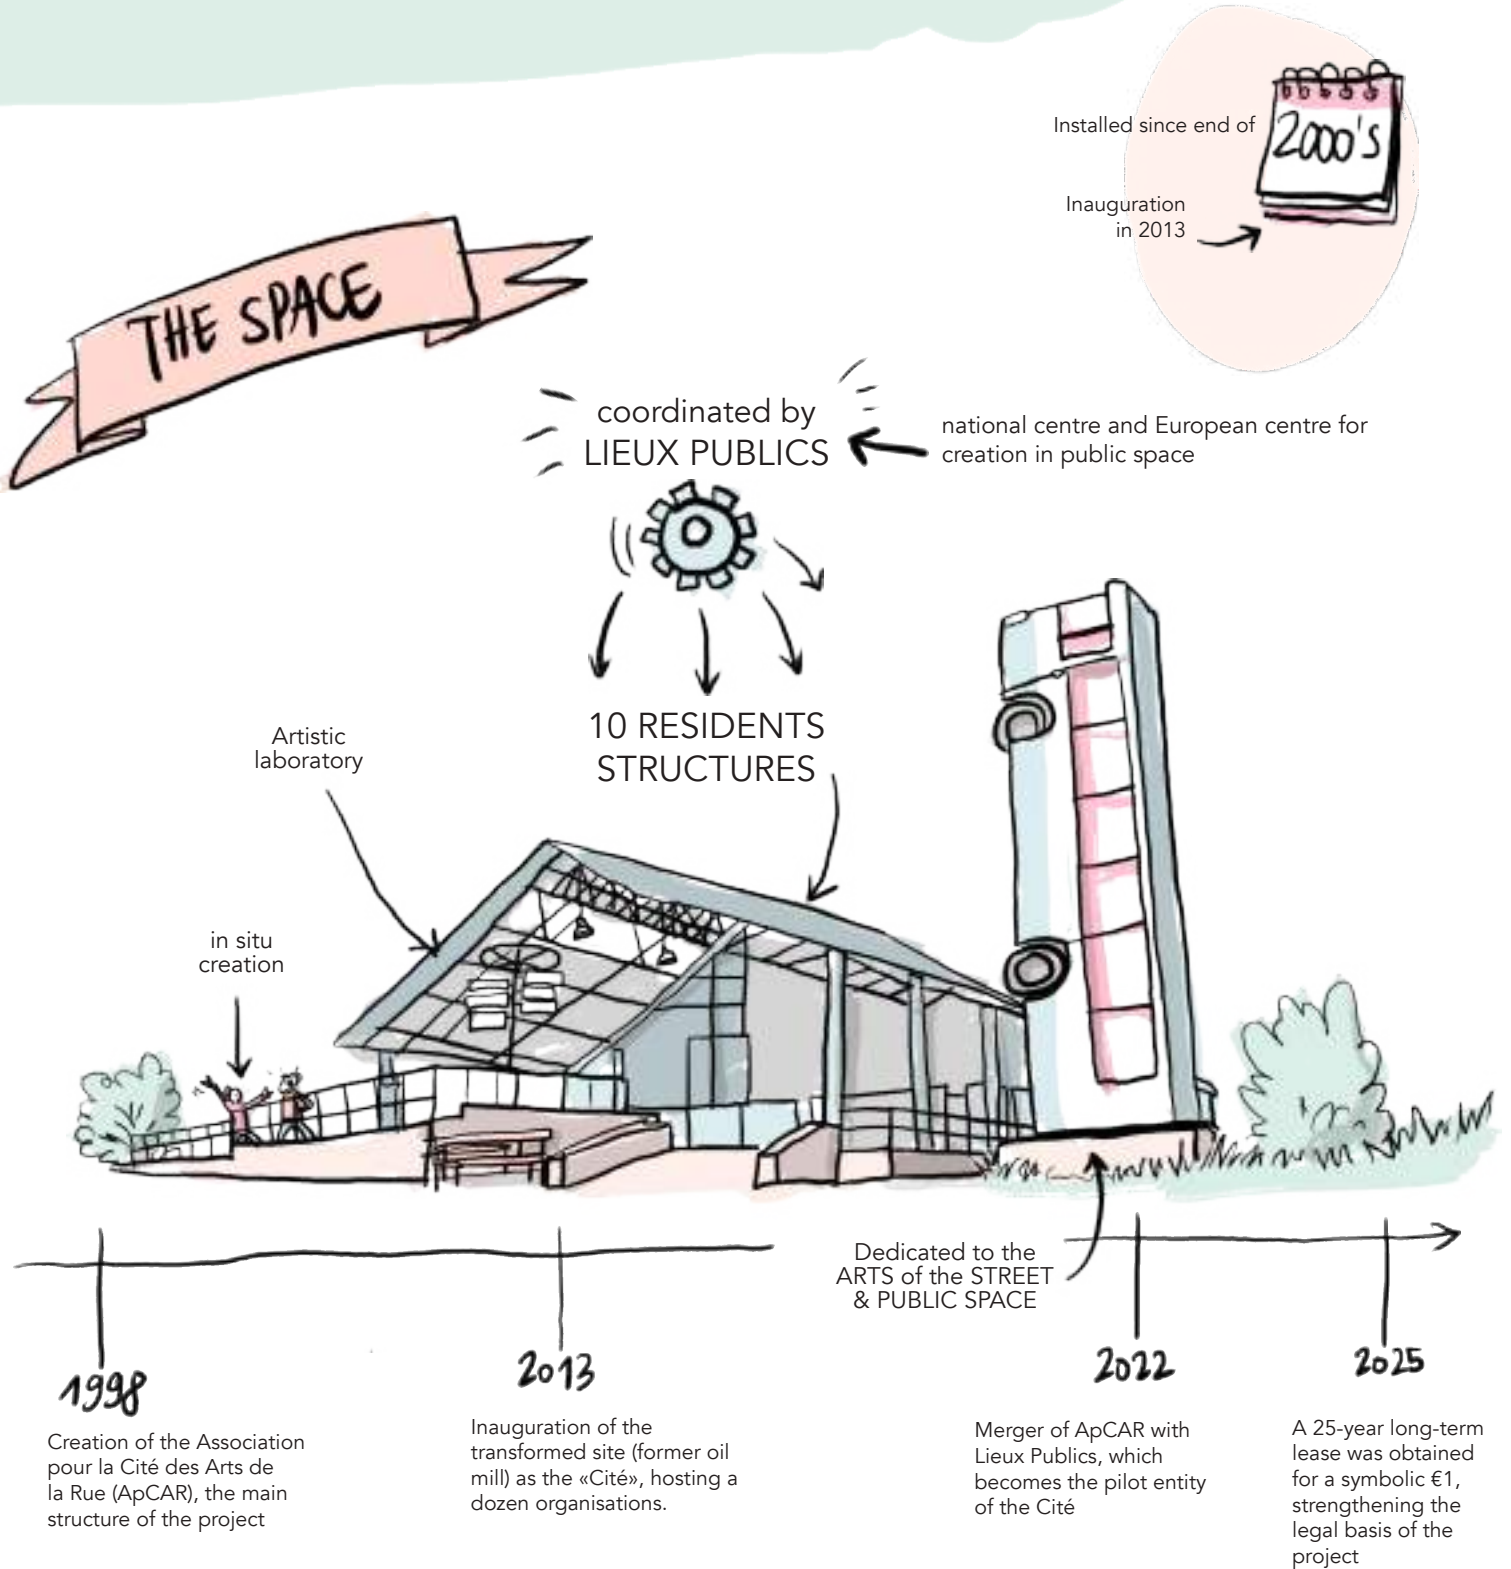 Installed since end of
2000's
Inauguration
in 2013
THE SPACE
coordinated by
LIEUX PUBLICS
national centre and European centre for
creation in public space
10 RESIDENTS
STRUCTURES
Artistic
laboratory
in situ
creation
Dedicated to the
ARTS of the STREET
& PUBLIC SPACE
1998
Creation of the Association
pour la Cité des Arts de
la Rue (ApCAR), the main
structure of the project
2013
Inauguration of the
transformed site (former oil
mill) as the «Cité», hosting a
dozen organisations.
2022
Merger of ApCAR with
Lieux Publics, which
becomes the pilot entity
of the Cité
2025
A 25-year long-term
lease was obtained
for a symbolic €1,
strengthening the
legal basis of the
project